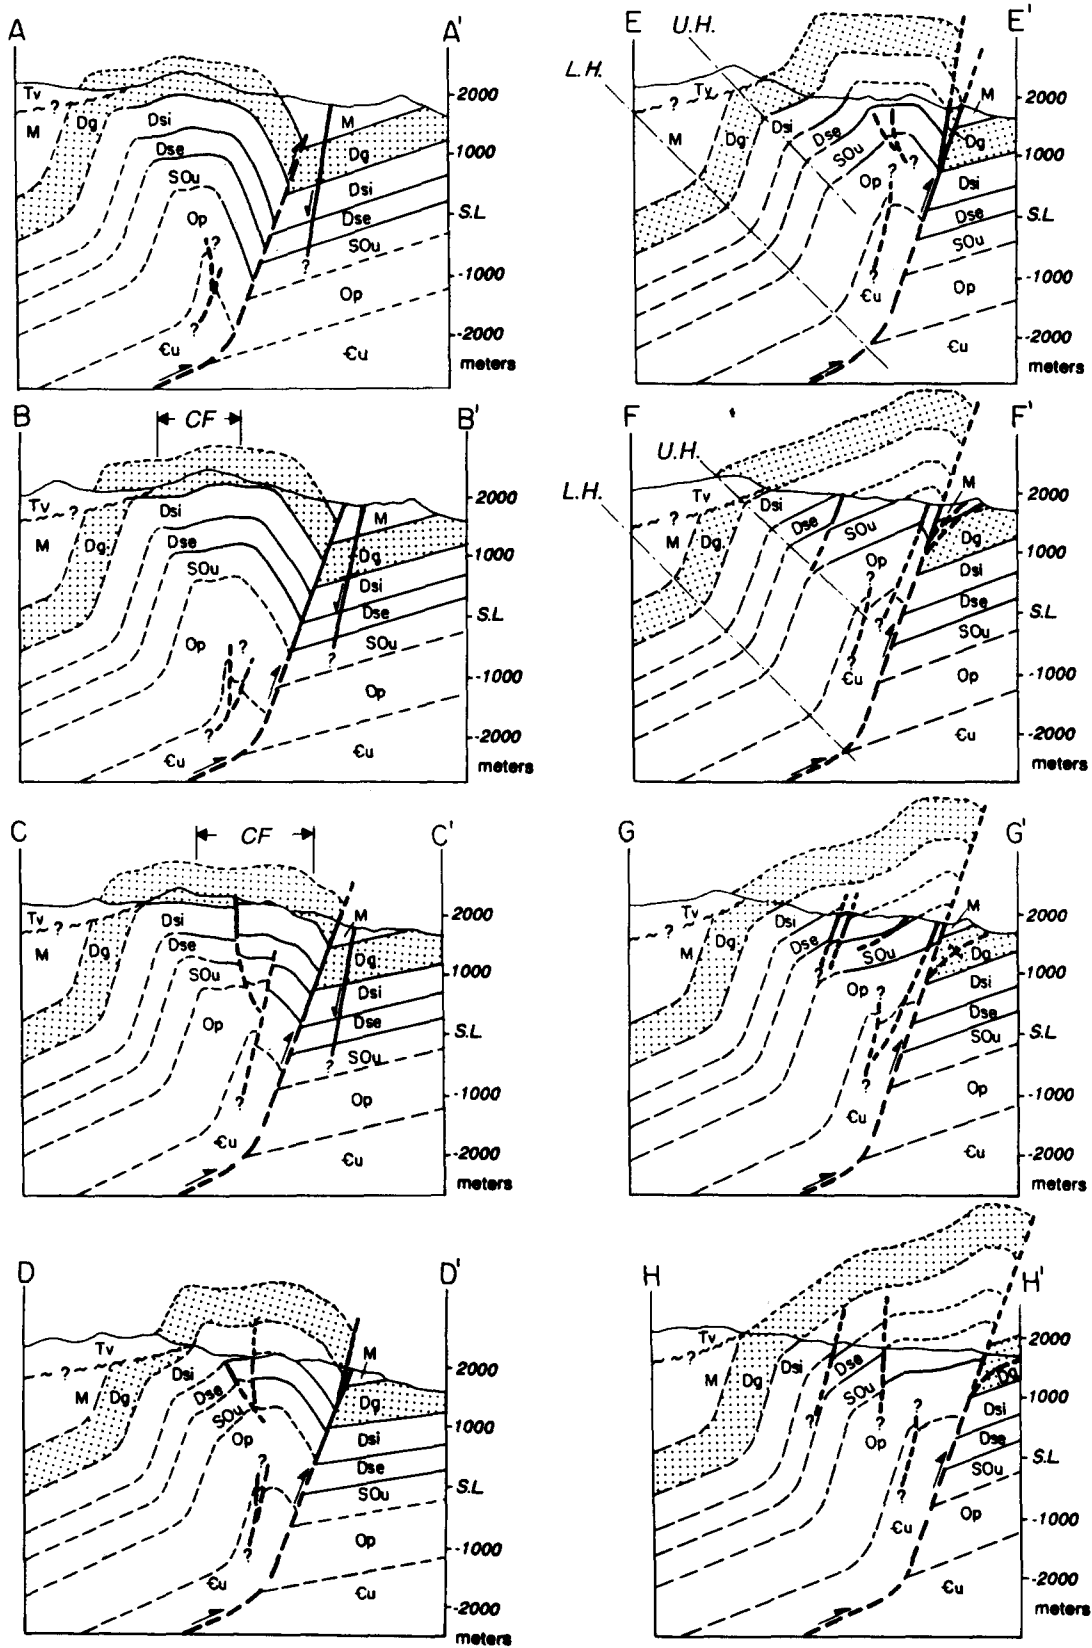 A A'
Tv
~ ? ~
M
Dg
Dsi
Dse
SOu
Op
?
?
Єu
M
Dg
Dsi
Dse
SOu
?
Op
Єu
2000
1000
S.L
-1000
-2000
meters
B B'
CF
Tv ~ ? ~
M
Dg
Dsi
Dse
SOu
Op
? ?
?
Єu
M
Dg
Dsi
Dse
SOu
?
Op
Єu
2000
1000
S.L
-1000
-2000
meters
C C'
CF
Tv
~ ? ~
M
Dg
Dsi
Dse
SOu
Op
?
Єu
M
Dg
Dsi
Dse
SOu
?
Op
Єu
2000
1000
S.L
-1000
-2000
meters
D D'
Tv
~ ? ~
M
Dg
Dsi
Dse
SOu
Op
?
?
Єu
M
Dg
Dsi
Dse
SOu
Op
Єu
2000
1000
S.L
-1000
-2000
meters
E E'
U.H.
L.H.
Tv
~ ? ~
M
Dg
Dsi
Dse
SOu
Op
?
?
?
Єu
M
Dg
Dsi
Dse
SOu
Op
Єu
2000
1000
S.L
-1000
-2000
meters
F F'
U.H.
L.H.
Tv
~ ? ~
M
Dg
Dsi
Dse
SOu
Op
?
?
?
Єu
M
Dg
Dsi
Dse
SOu
Op
Єu
2000
1000
S.L
-1000
-2000
meters
G G'
Tv
~ ? ~
M
Dg
Dsi
Dse
SOu
?
Op
?
?
Єu
M
Dg
Dsi
Dse
SOu
Op
Єu
2000
1000
S.L
-1000
-2000
meters
H H'
Tv
~ ? ~
M
Dg
Dsi
Dse
SOu
?
?
Op
?
?
Єu
Dg
Dsi
Dse
SOu
Op
Єu
2000
1000
S.L
-1000
-2000
meters